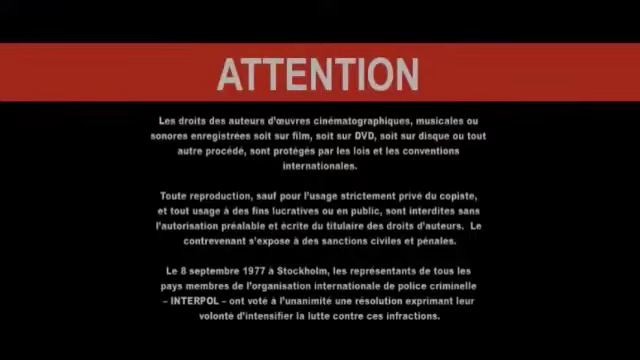 ATTENTION
Les droits des auteurs d'œuvres cinématographiques, musicales ou
sonores enregistrées soit sur film, soit sur DVD, soit sur disque ou tout
autre procédé, sont protégés par les lois et les conventions
internationales.
Toute reproduction, sauf pour l'usage strictement privé du copiste,
et tout usage à des fins lucratives ou en public, sont interdites sans
l'autorisation préalable et écrite du titulaire des droits d'auteurs. Le
contrevenant s'expose à des sanctions civiles et pénales.
Le 8 septembre 1977 à Stockholm, les représentants de tous les
pays membres de l'organisation internationale de police criminelle
– INTERPOL – ont voté à l'unanimité une résolution exprimant leur
volonté d'intensifier la lutte contre ces infractions.